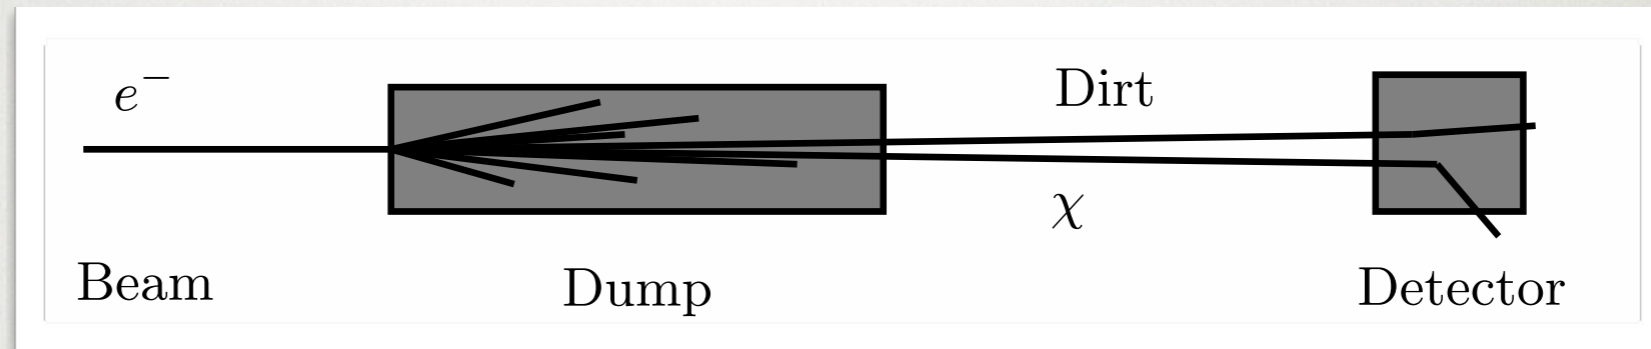 e⁻
Dirt
χ
Beam
Dump
Detector